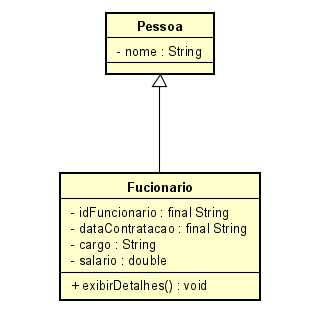 Pessoa
- nome : String
Fucionario
- idFuncionario : final String
- dataContratacao : final String
- cargo : String
- salario : double
+ exibirDetalhes() : void